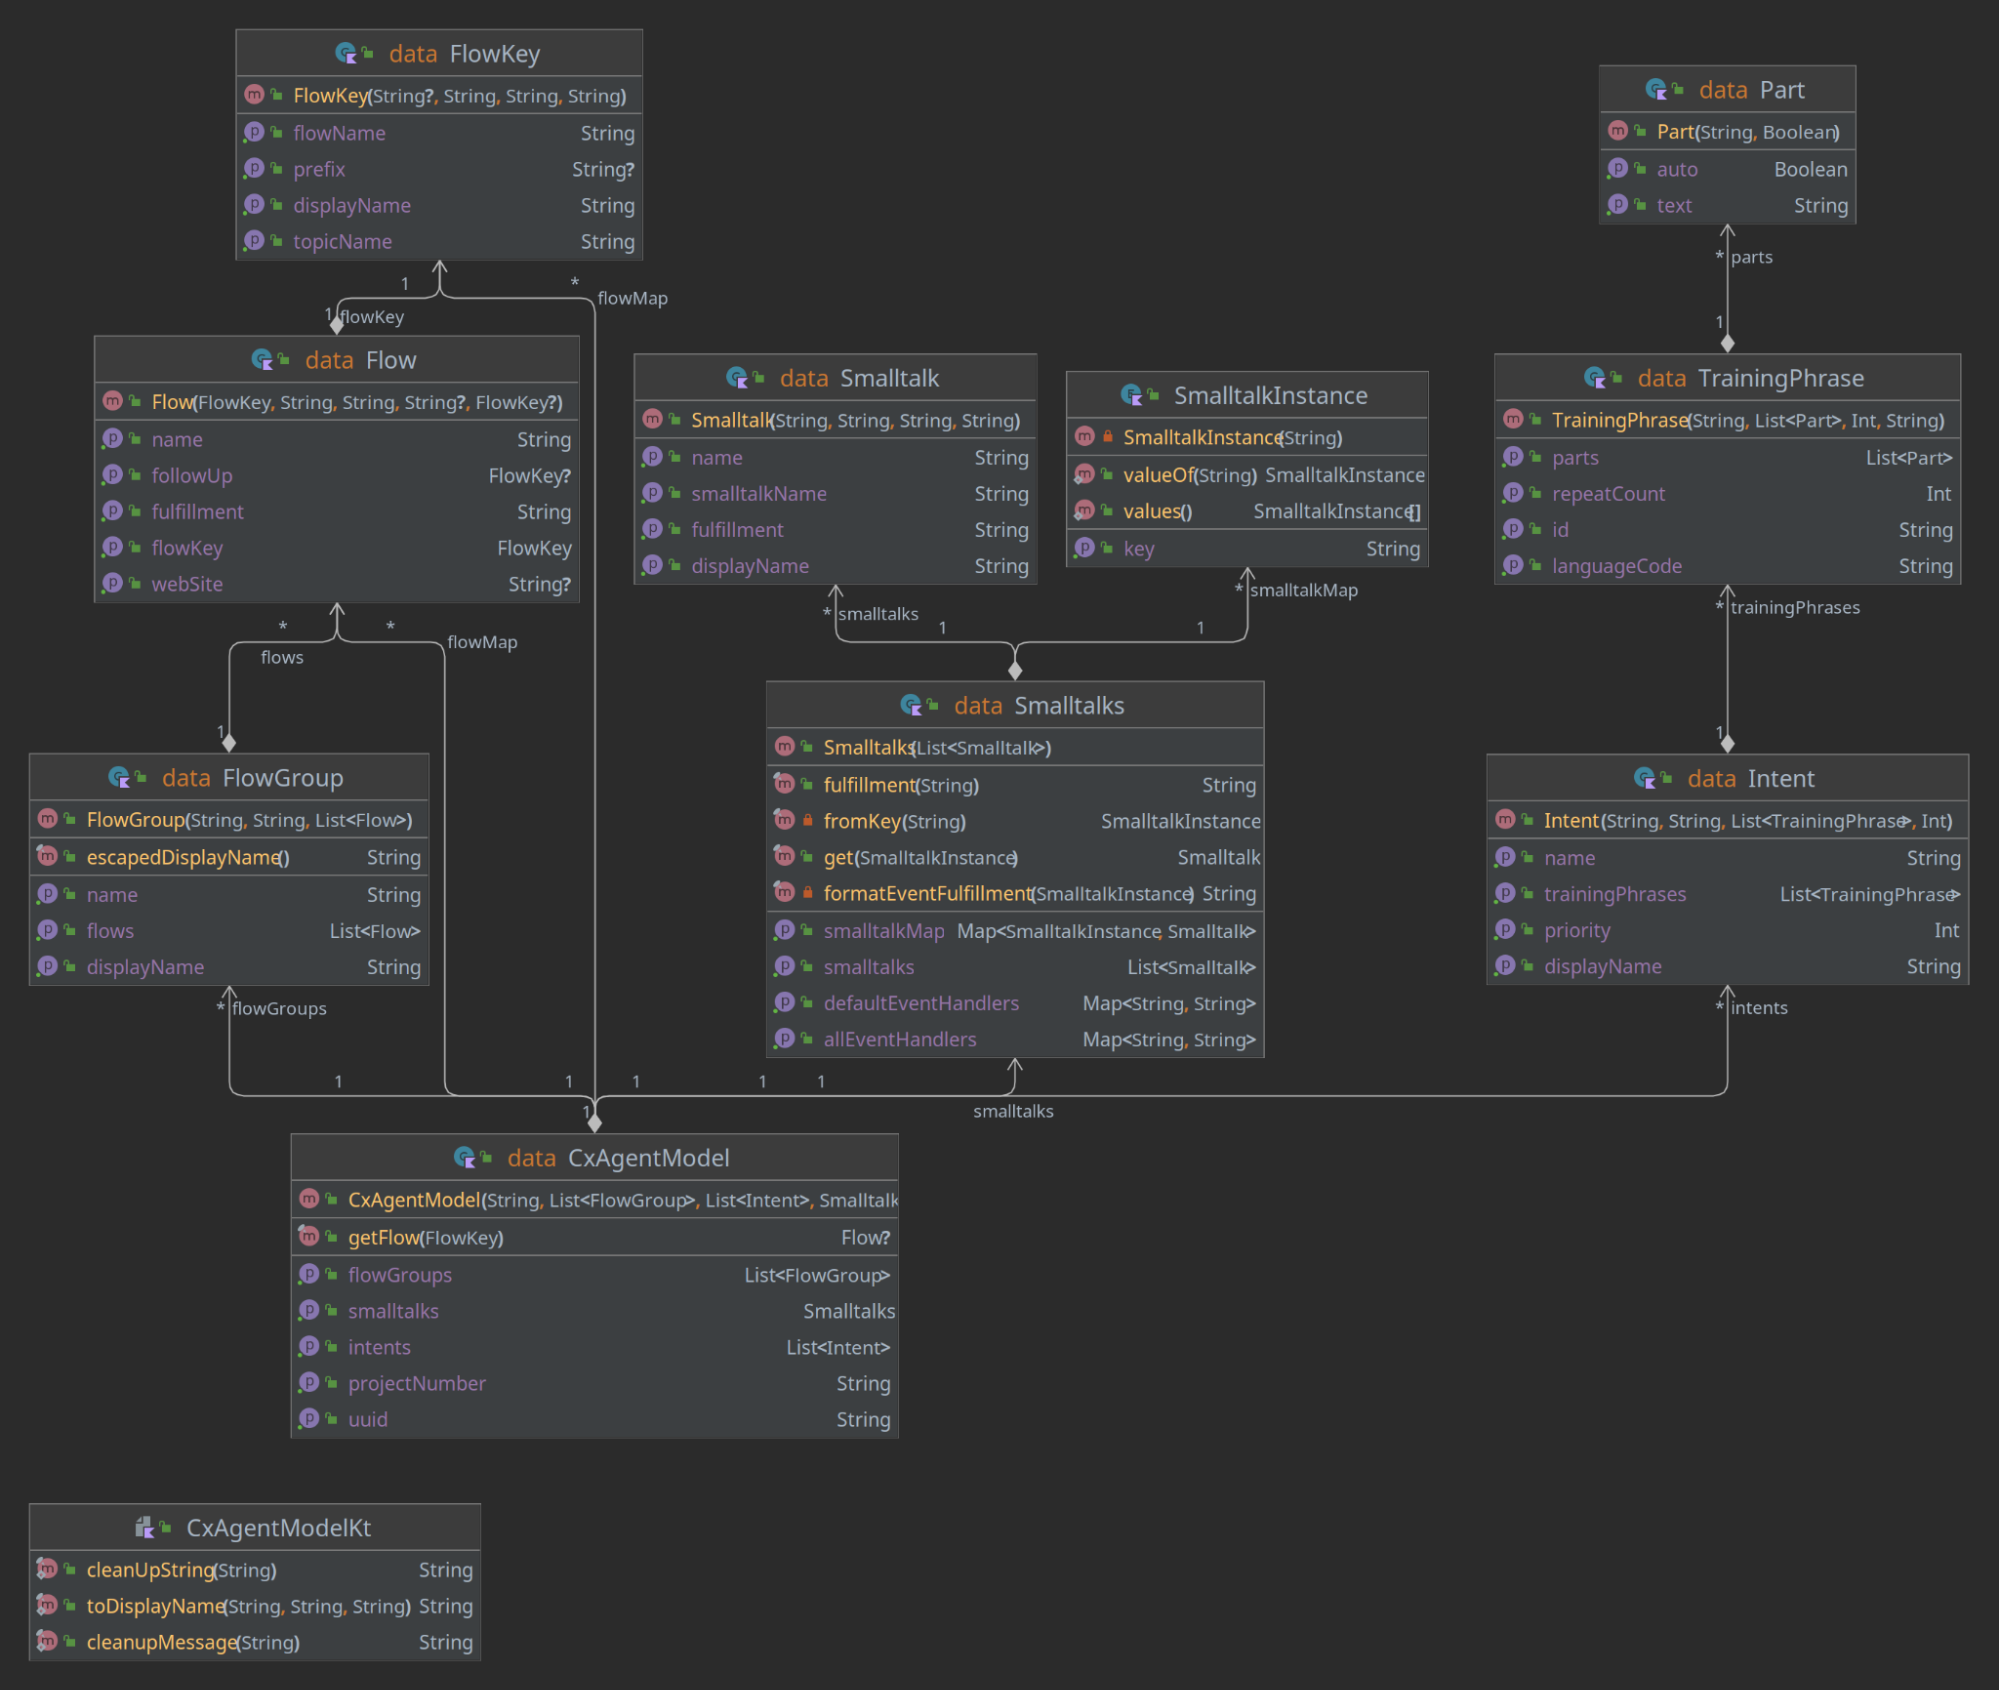 data FlowKey
FlowKey(String?, String, String, String)
flowName String
prefix String?
displayName String
topicName String
1
*
flowMap
1
flowKey
data Flow
Flow(FlowKey, String, String, String?, FlowKey?)
name String
followUp FlowKey?
fulfillment String
flowKey FlowKey
webSite String?
*
*
flows
flowMap
1
data FlowGroup
FlowGroup(String, String, List<Flow>)
escapedDisplayName() String
name String
flows List<Flow>
displayName String
* flowGroups
data Smalltalk
Smalltalk(String, String, String, String)
name String
smalltalkName String
fulfillment String
displayName String
* smalltalks
1
SmalltalkInstance
SmalltalkInstance(String)
valueOf(String) SmalltalkInstance
values() SmalltalkInstance[]
key String
* smalltalkMap
1
data Smalltalks
Smalltalks(List<Smalltalk>)
fulfillment(String) String
fromKey(String) SmalltalkInstance
get(SmalltalkInstance) Smalltalk
formatEventFulfillment(SmalltalkInstance) String
smalltalkMap Map<SmalltalkInstance, Smalltalk>
smalltalks List<Smalltalk>
defaultEventHandlers Map<String, String>
allEventHandlers Map<String, String>
data Part
Part(String, Boolean)
auto Boolean
text String
* parts
1
data TrainingPhrase
TrainingPhrase(String, List<Part>, Int, String)
parts List<Part>
repeatCount Int
id String
languageCode String
* trainingPhrases
1
data Intent
Intent(String, String, List<TrainingPhrase>, Int)
name String
trainingPhrases List<TrainingPhrase>
priority Int
displayName String
* intents
1 1 1 1 1
1
smalltalks
data CxAgentModel
CxAgentModel(String, List<FlowGroup>, List<Intent>, Smalltalk
getFlow(FlowKey) Flow?
flowGroups List<FlowGroup>
smalltalks Smalltalks
intents List<Intent>
projectNumber String
uuid String
CxAgentModelKt
cleanUpString(String) String
toDisplayName(String, String, String) String
cleanupMessage(String) String